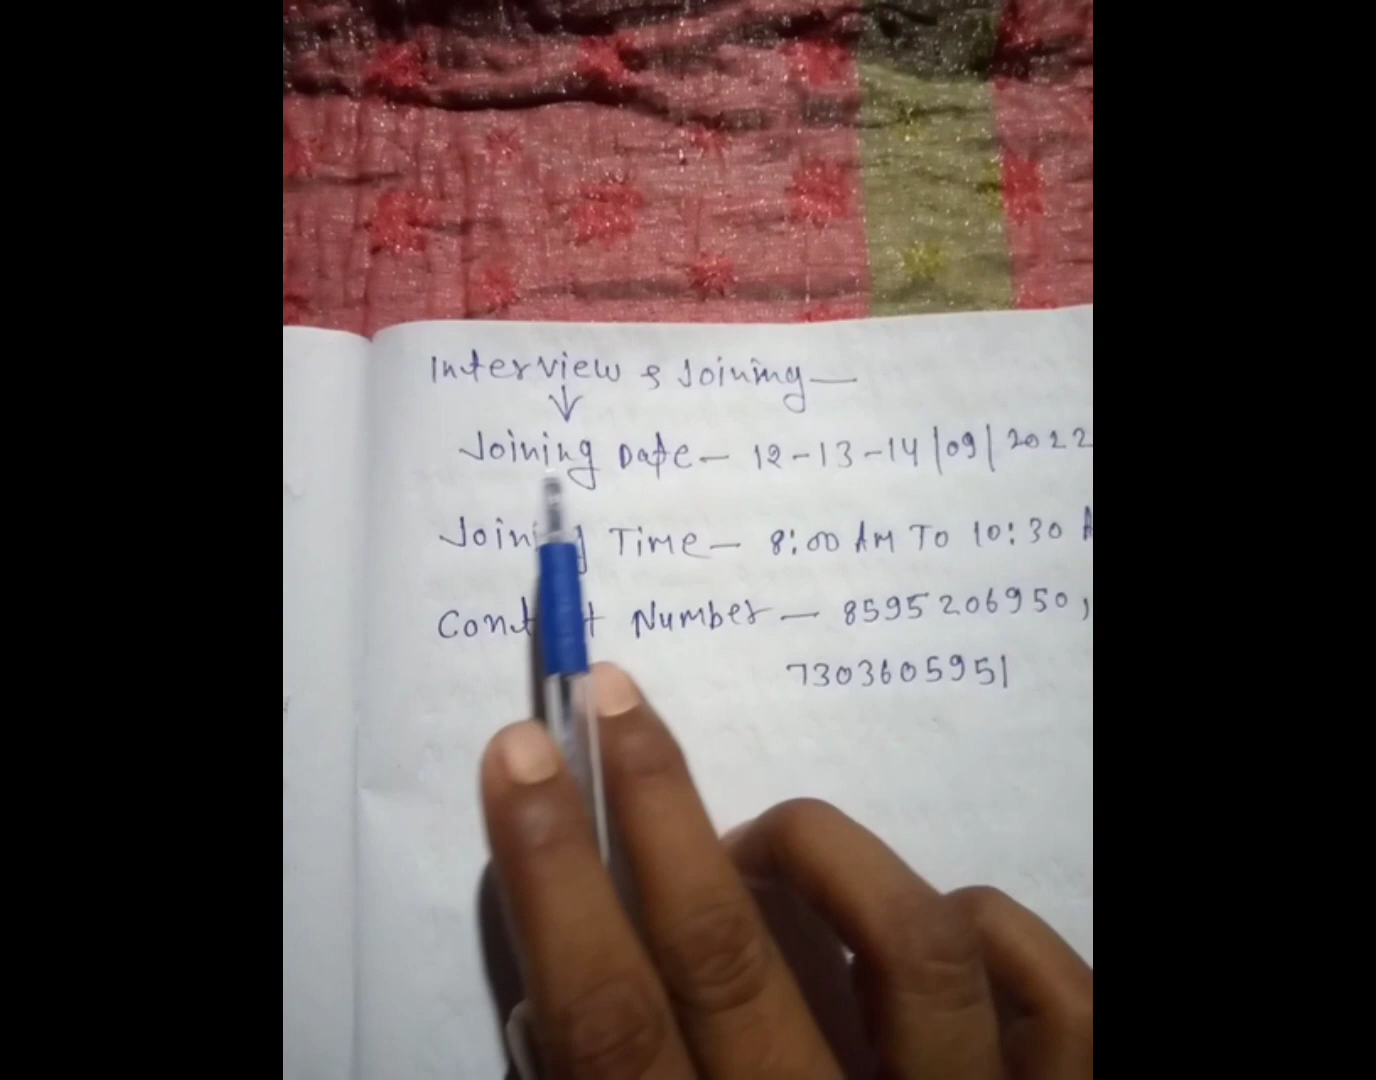 Interview & Joining—
Joining Date— 12-13-14/09/2022
Time— 8:00 AM To 10:30
Number— 8595206950,
7303605951